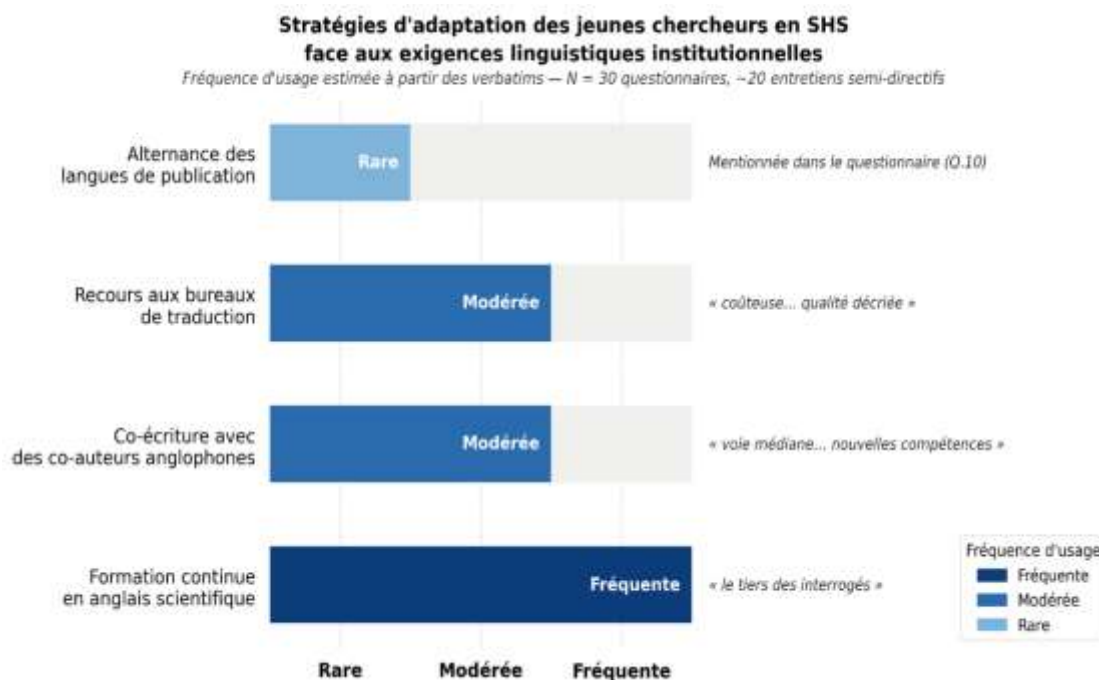 Stratégies d'adaptation des jeunes chercheurs en SHS
face aux exigences linguistiques institutionnelles
Fréquence d'usage estimée à partir des verbatims — N = 30 questionnaires, ~20 entretiens semi-directifs
Alternance des
langues de publication
Rare
Mentionnée dans le questionnaire (Q.10)
Recours aux bureaux
de traduction
Modérée
« coûteuse... qualité décriée »
Co-écriture avec
des co-auteurs anglophones
Modérée
« voie médiane... nouvelles compétences »
Formation continue
en anglais scientifique
Fréquente
« le tiers des interrogés »
Fréquence d'usage
Fréquente
Modérée
Rare
Rare Modérée Fréquente